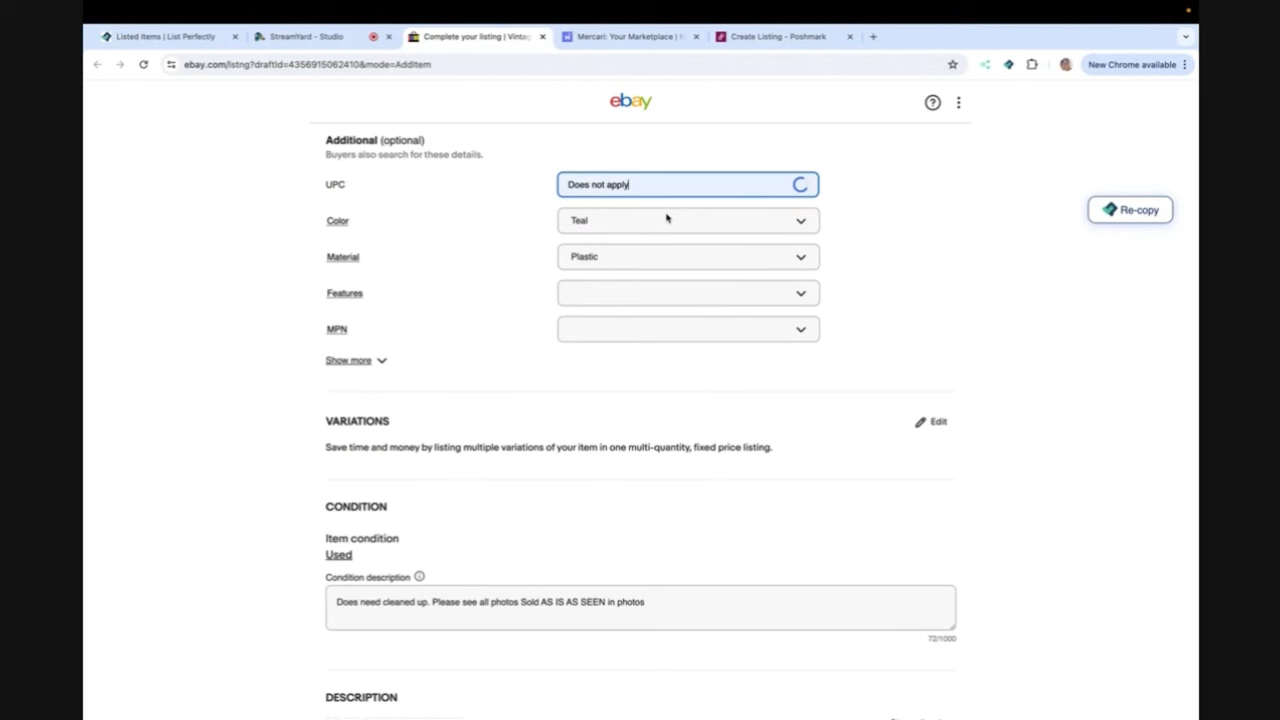 Listed Items | List Perfectly
StreamYard - Studio
Complete your listing | Vintag
Mercari: Your Marketplace |
Create Listing - Poshmark
ebay.com/lstng?draftId=4356915062410&mode=AddItem
New Chrome available
ebay
Additional (optional)
Buyers also search for these details.
UPC
Does not apply
Color
Teal
Re-copy
Material
Plastic
Features
MPN
Show more
VARIATIONS
Edit
Save time and money by listing multiple variations of your item in one multi-quantity, fixed price listing.
CONDITION
Item condition
Used
Condition description
Does need cleaned up. Please see all photos Sold AS IS AS SEEN in photos
72/1000
DESCRIPTION